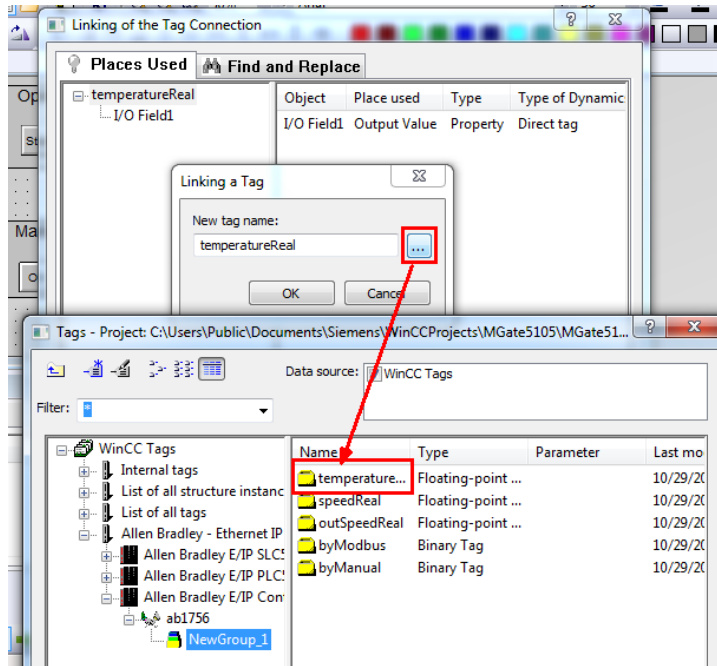 Linking of the Tag Connection
Places Used
Find and Replace
Op
St
Ma
O
temperatureReal
I/O Field1
Object Place used Type Type of Dynamic
I/O Field1 Output Value Property Direct tag
Linking a Tag
New tag name:
temperatureReal
...
OK
Cancel
Tags - Project: C:\Users\Public\Documents\Siemens\WinCCProjects\MGate5105\MGate51...
Data source: WinCC Tags
Filter: *
WinCC Tags
Internal tags
List of all structure instanc
List of all tags
Allen Bradley - Ethernet IP
Allen Bradley E/IP SLC5
Allen Bradley E/IP PLC5
Allen Bradley E/IP Con
ab1756
NewGroup_1
Name Type Parameter Last mo
temperature... Floating-point ... 10/29/20
speedReal Floating-point ... 10/29/20
outSpeedReal Floating-point ... 10/29/20
byModbus Binary Tag 10/29/20
byManual Binary Tag 10/29/20